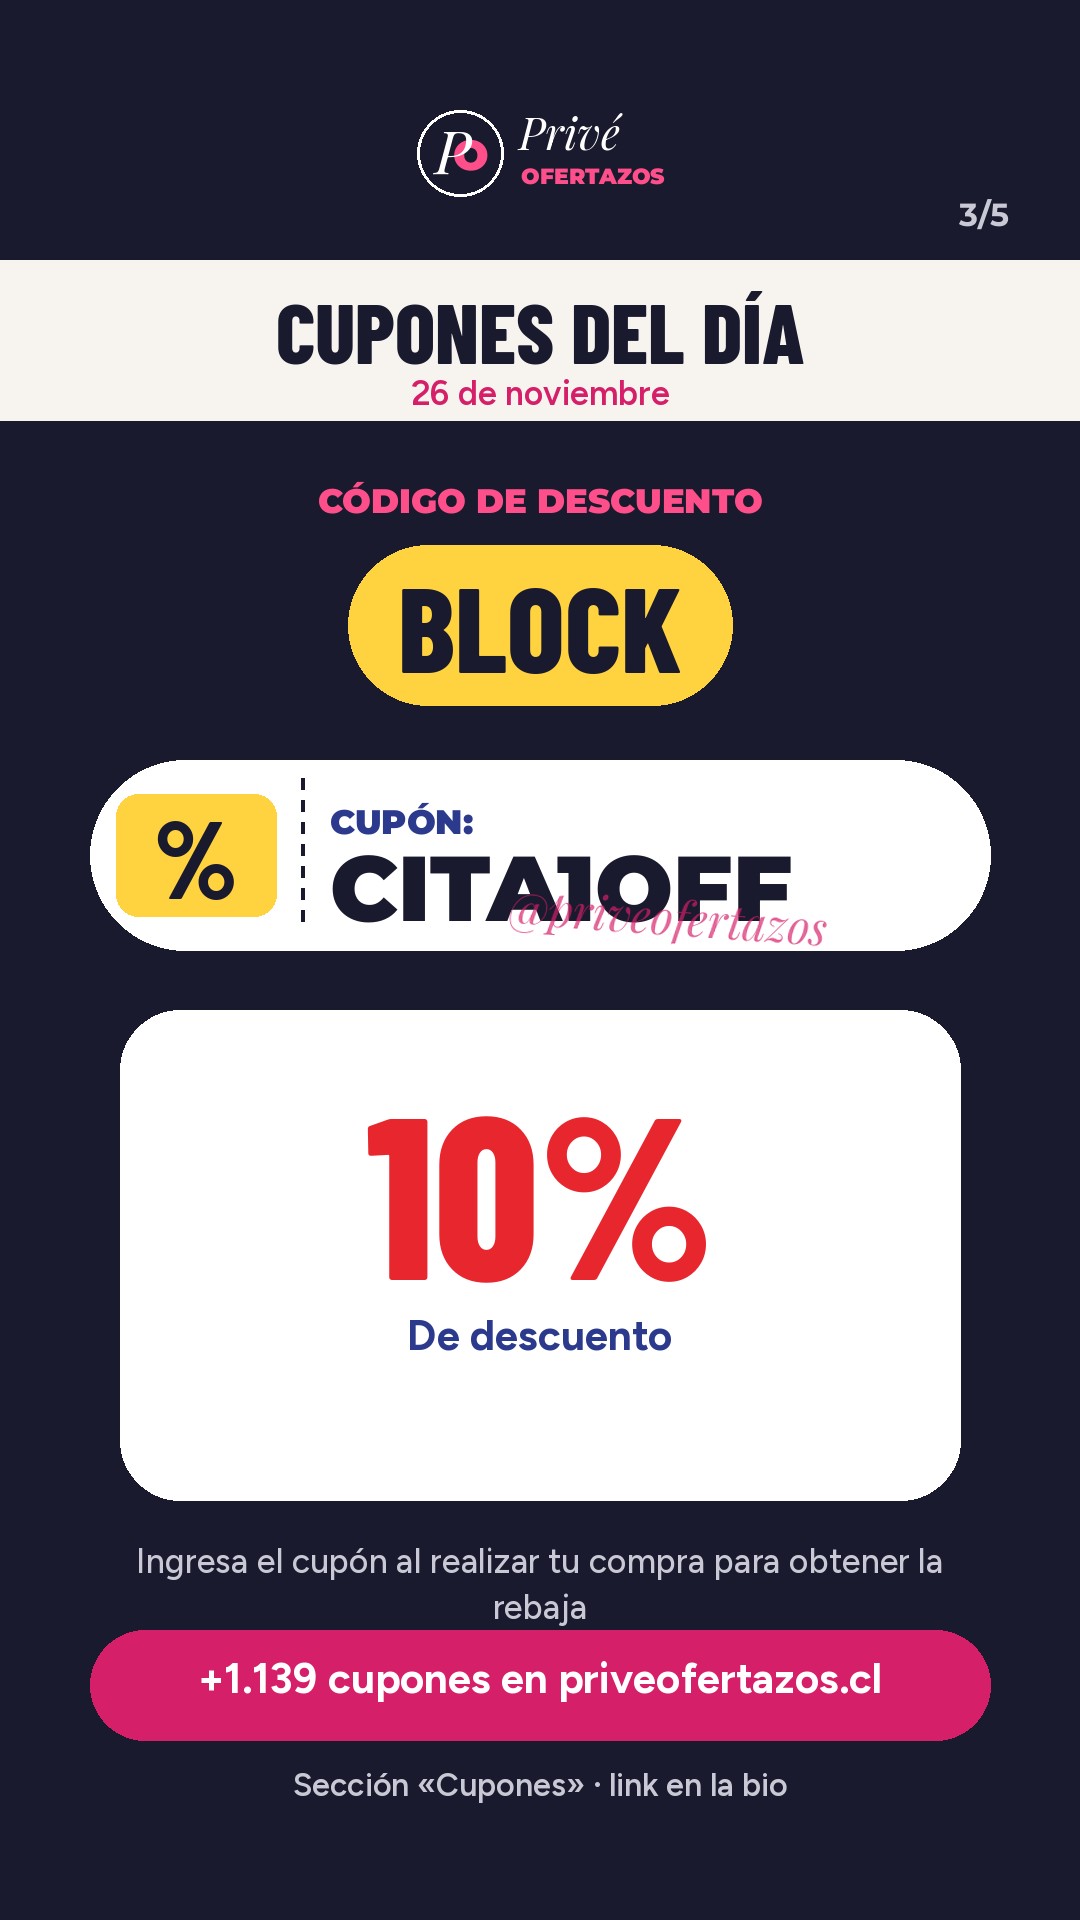 Po
Privé
OFERTAZOS
3/5
CUPONES DEL DÍA
26 de noviembre
CÓDIGO DE DESCUENTO
BLOCK
%
CUPÓN:
CITA1OFF
@priveofertazos
10%
De descuento
Ingresa el cupón al realizar tu compra para obtener la
rebaja
+1.139 cupones en priveofertazos.cl
Sección «Cupones» · link en la bio